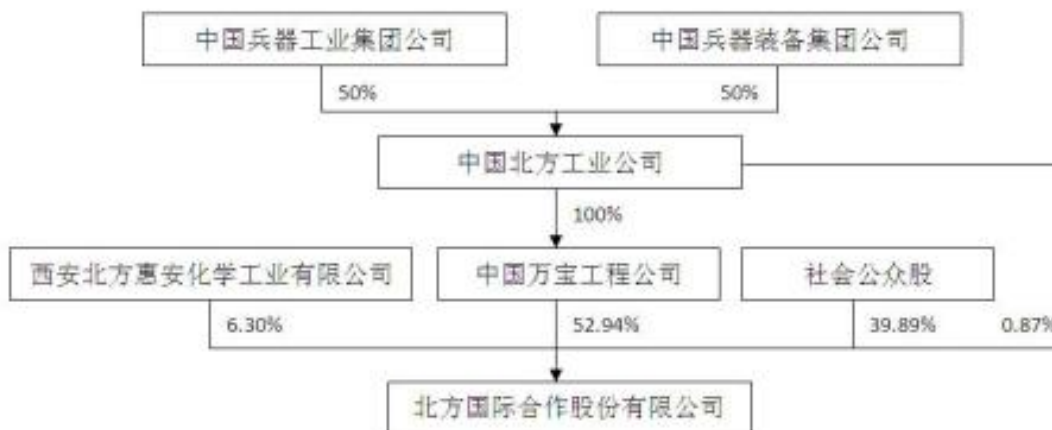 中国兵器工业集团公司
中国兵器装备集团公司
50%
50%
中国北方工业公司
100%
西安北方惠安化学工业有限公司
中国万宝工程公司
社会公众股
6.30%
52.94%
39.89%
0.87%
北方国际合作股份有限公司